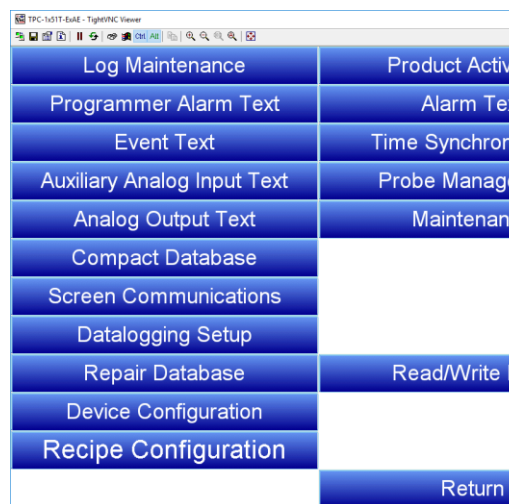 TPC-1x51T-ExAE - TightVNC Viewer
Ctrl Alt
Log Maintenance Product Activ
Programmer Alarm Text Alarm Te
Event Text Time Synchron
Auxiliary Analog Input Text Probe Manag
Analog Output Text Maintenan
Compact Database
Screen Communications
Datalogging Setup
Repair Database Read/Write
Device Configuration
Recipe Configuration
Return